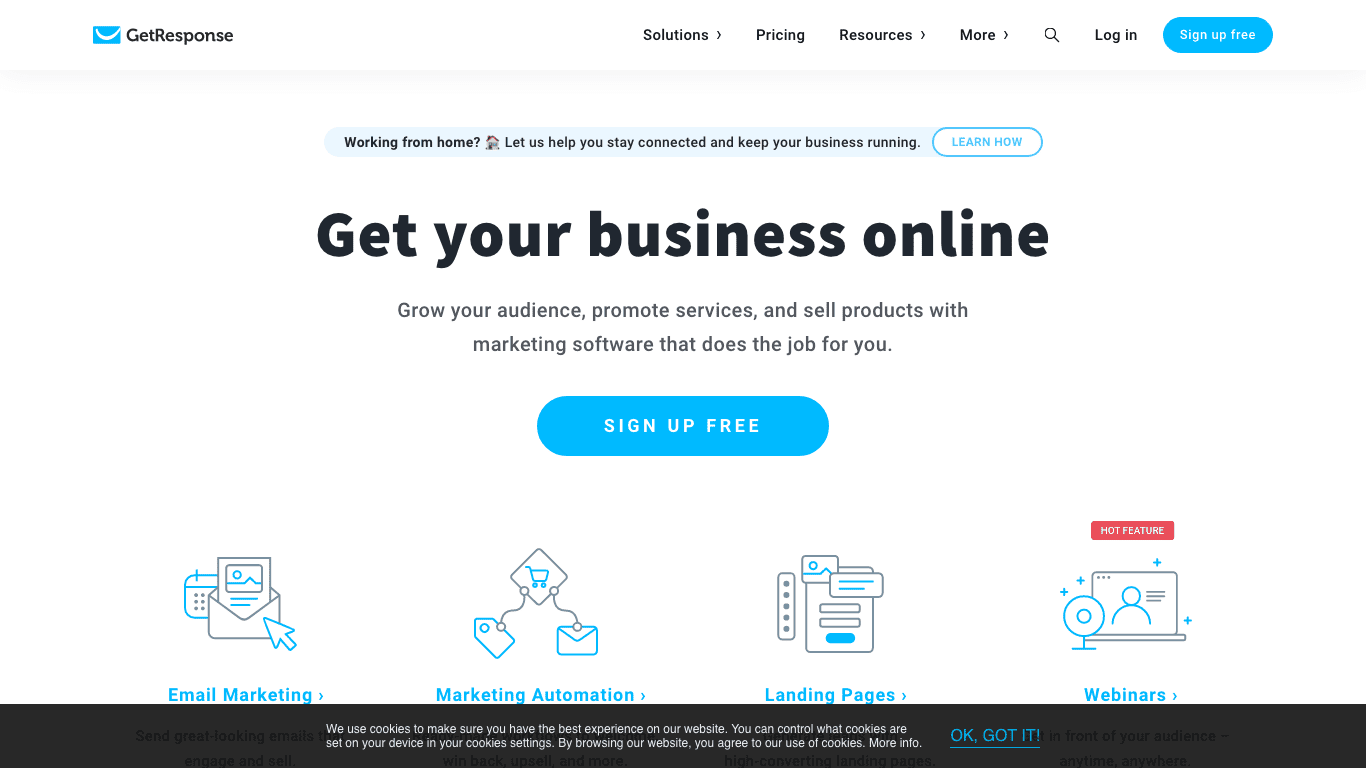 GetResponse
Solutions ›
Pricing
Resources ›
More ›
Log in
Sign up free
Working from home? 🏠 Let us help you stay connected and keep your business running.
LEARN HOW
Get your business online
Grow your audience, promote services, and sell products with
marketing software that does the job for you.
SIGN UP FREE
HOT FEATURE
Email Marketing ›
Marketing Automation ›
Landing Pages ›
Webinars ›
Send great-looking emails that
engage and sell.
win back, upsell, and more.
high-converting landing pages.
in front of your audience –
anytime, anywhere.
We use cookies to make sure you have the best experience on our website. You can control what cookies are
set on your device in your cookies settings. By browsing our website, you agree to our use of cookies. More info.
OK, GOT IT!